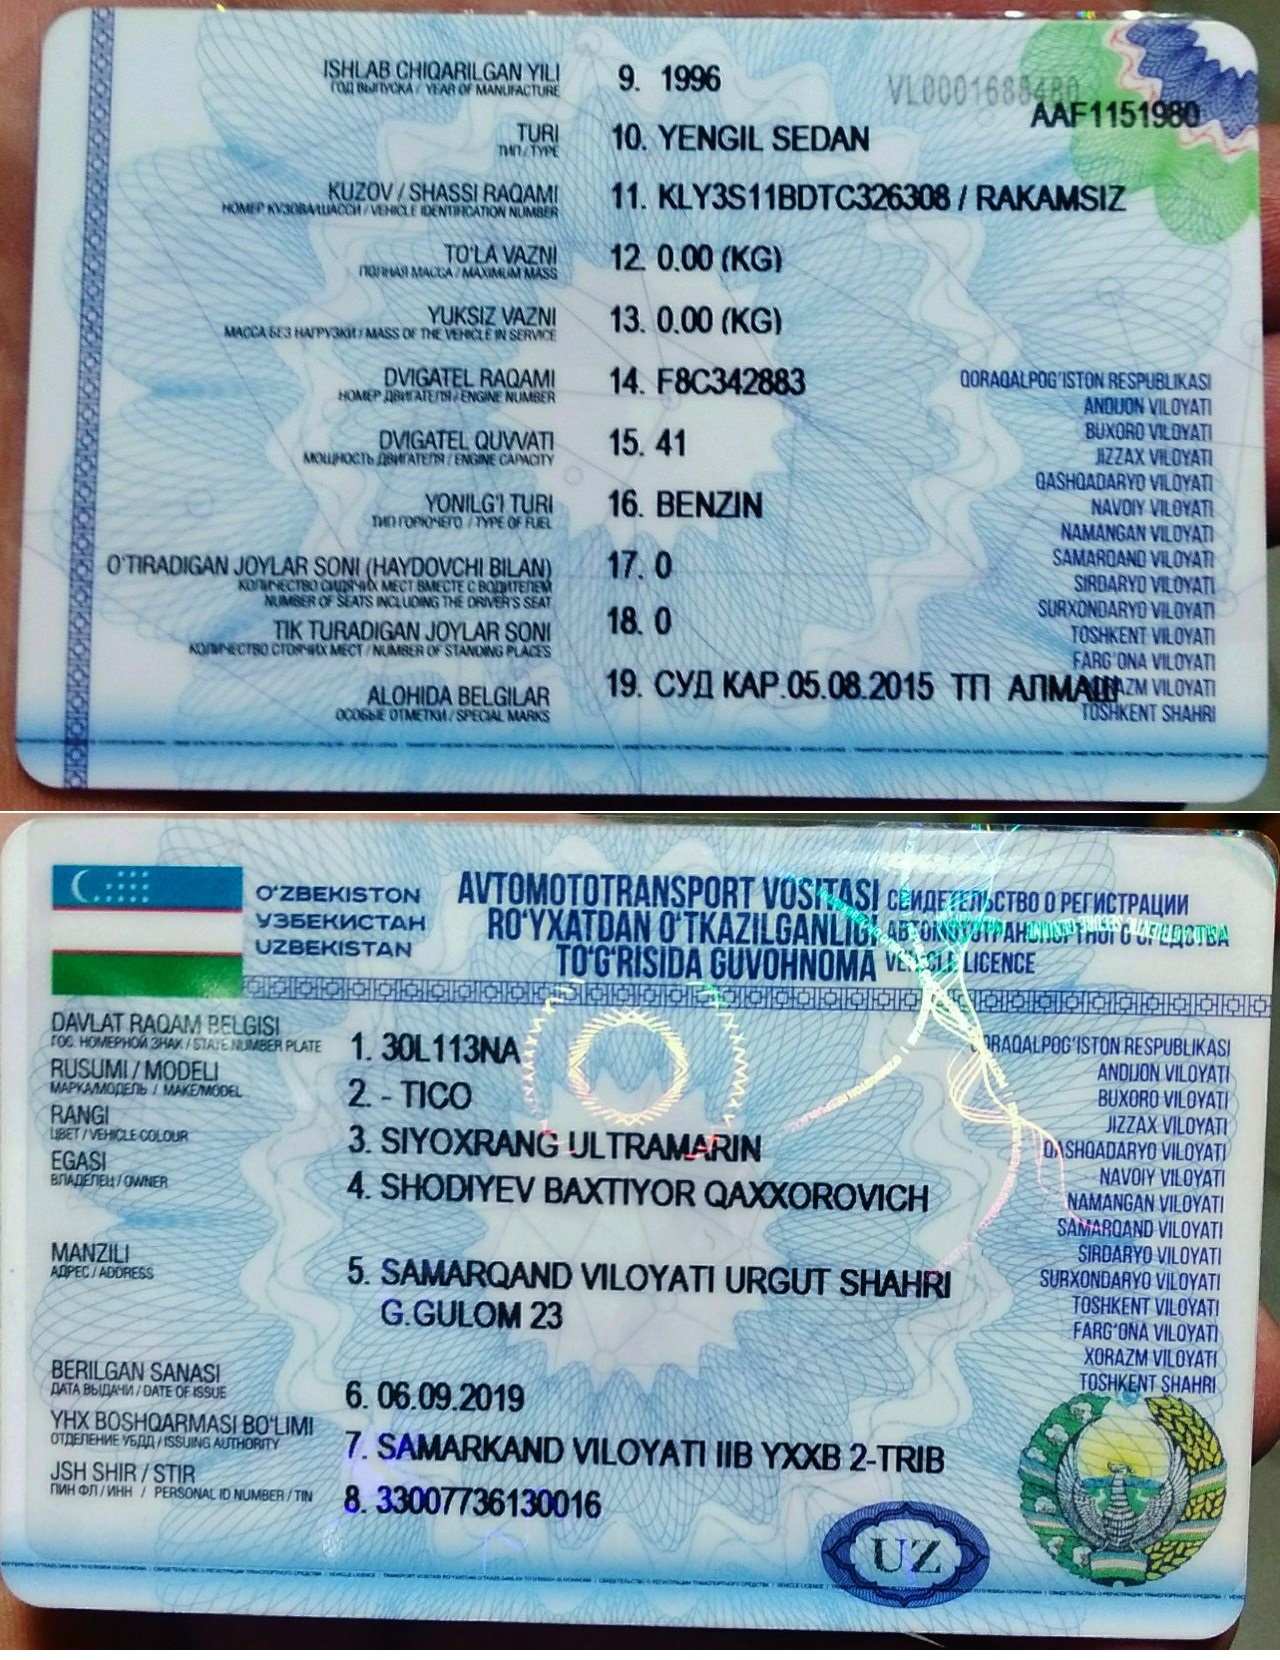 ISHLAB CHIQARILGAN YILI 9. 1996
ГОД ВЫПУСКА / YEAR OF MANUFACTURE
VL0001688480
AAF1151980
TURI 10. YENGIL SEDAN
ТИП / TYPE
KUZOV / SHASSI RAQAMI 11. KLY3S11BDTC326308 / RAKAMSIZ
НОМЕР КУЗОВА/ШАССИ / VEHICLE IDENTIFICATION NUMBER
TO'LA VAZNI 12. 0.00 (KG)
ПОЛНАЯ МАССА / MAXIMUM MASS
YUKSIZ VAZNI 13. 0.00 (KG)
МАССА БЕЗ НАГРУЗКИ / MASS OF THE VEHICLE IN SERVICE
DVIGATEL RAQAMI 14. F8C342883
НОМЕР ДВИГАТЕЛЯ / ENGINE NUMBER
DVIGATEL QUVVATI 15. 41
МОЩНОСТЬ ДВИГАТЕЛЯ / ENGINE CAPACITY
YONILG'I TURI 16. BENZIN
ТИП ГОРЮЧЕГО / TYPE OF FUEL
O'TIRADIGAN JOYLAR SONI (HAYDOVCHI BILAN) 17. 0
КОЛИЧЕСТВО СИДЯЧИХ МЕСТ ВМЕСТЕ С ВОДИТЕЛЕМ
NUMBER OF SEATS INCLUDING THE DRIVER'S SEAT
TIK TURADIGAN JOYLAR SONI 18. 0
КОЛИЧЕСТВО СТОЯЧИХ МЕСТ / NUMBER OF STANDING PLACES
ALOHIDA BELGILAR 19. СУД КАР.05.08.2015 ТП АЛМАШ
ОСОБЫЕ ОТМЕТКИ / SPECIAL MARKS
QORAQALPOG'ISTON RESPUBLIKASI
ANDIJON VILOYATI
BUXORO VILOYATI
JIZZAX VILOYATI
QASHQADARYO VILOYATI
NAVOIY VILOYATI
NAMANGAN VILOYATI
SAMARQAND VILOYATI
SIRDARYO VILOYATI
SURXONDARYO VILOYATI
TOSHKENT VILOYATI
FARG'ONA VILOYATI
VILOYATI
TOSHKENT SHAHRI
O'ZBEKISTON
УЗБЕКИСТАН
UZBEKISTAN
AVTOMOTOTRANSPORT VOSITASI
RO'YXATDAN O'TKAZILGANLIGI
TO'G'RISIDA GUVOHNOMA
СВИДЕТЕЛЬСТВО О РЕГИСТРАЦИИ
АВТОМОТОТРАНСПОРТНОГО СРЕДСТВА
VEHICLE LICENCE
DAVLAT RAQAM BELGISI 1. 30L113NA
ГОС. НОМЕРНОЙ ЗНАК / STATE NUMBER PLATE
RUSUMI / MODELI 2. - TICO
МАРКА/МОДЕЛЬ / MAKE/MODEL
RANGI 3. SIYOXRANG ULTRAMARIN
ЦВЕТ / VEHICLE COLOUR
EGASI 4. SHODIYEV BAXTIYOR QAXXOROVICH
ВЛАДЕЛЕЦ / OWNER
MANZILI 5. SAMARQAND VILOYATI URGUT SHAHRI
АДРЕС / ADDRESS
G.GULOM 23
BERILGAN SANASI 6. 06.09.2019
ДАТА ВЫДАЧИ / DATE OF ISSUE
YHX BOSHQARMASI BO'LIMI 7. SAMARKAND VILOYATI IIB YXXB 2-TRIB
ОТДЕЛЕНИЕ УБДД / ISSUING AUTHORITY
JSH SHIR / STIR 8. 33007736130016
ПИН ФЛ / ИНН / PERSONAL ID NUMBER / TIN
QORAQALPOG'ISTON RESPUBLIKASI
ANDIJON VILOYATI
BUXORO VILOYATI
JIZZAX VILOYATI
QASHQADARYO VILOYATI
NAVOIY VILOYATI
NAMANGAN VILOYATI
SAMARQAND VILOYATI
SIRDARYO VILOYATI
SURXONDARYO VILOYATI
TOSHKENT VILOYATI
FARG'ONA VILOYATI
XORAZM VILOYATI
TOSHKENT SHAHRI
UZ